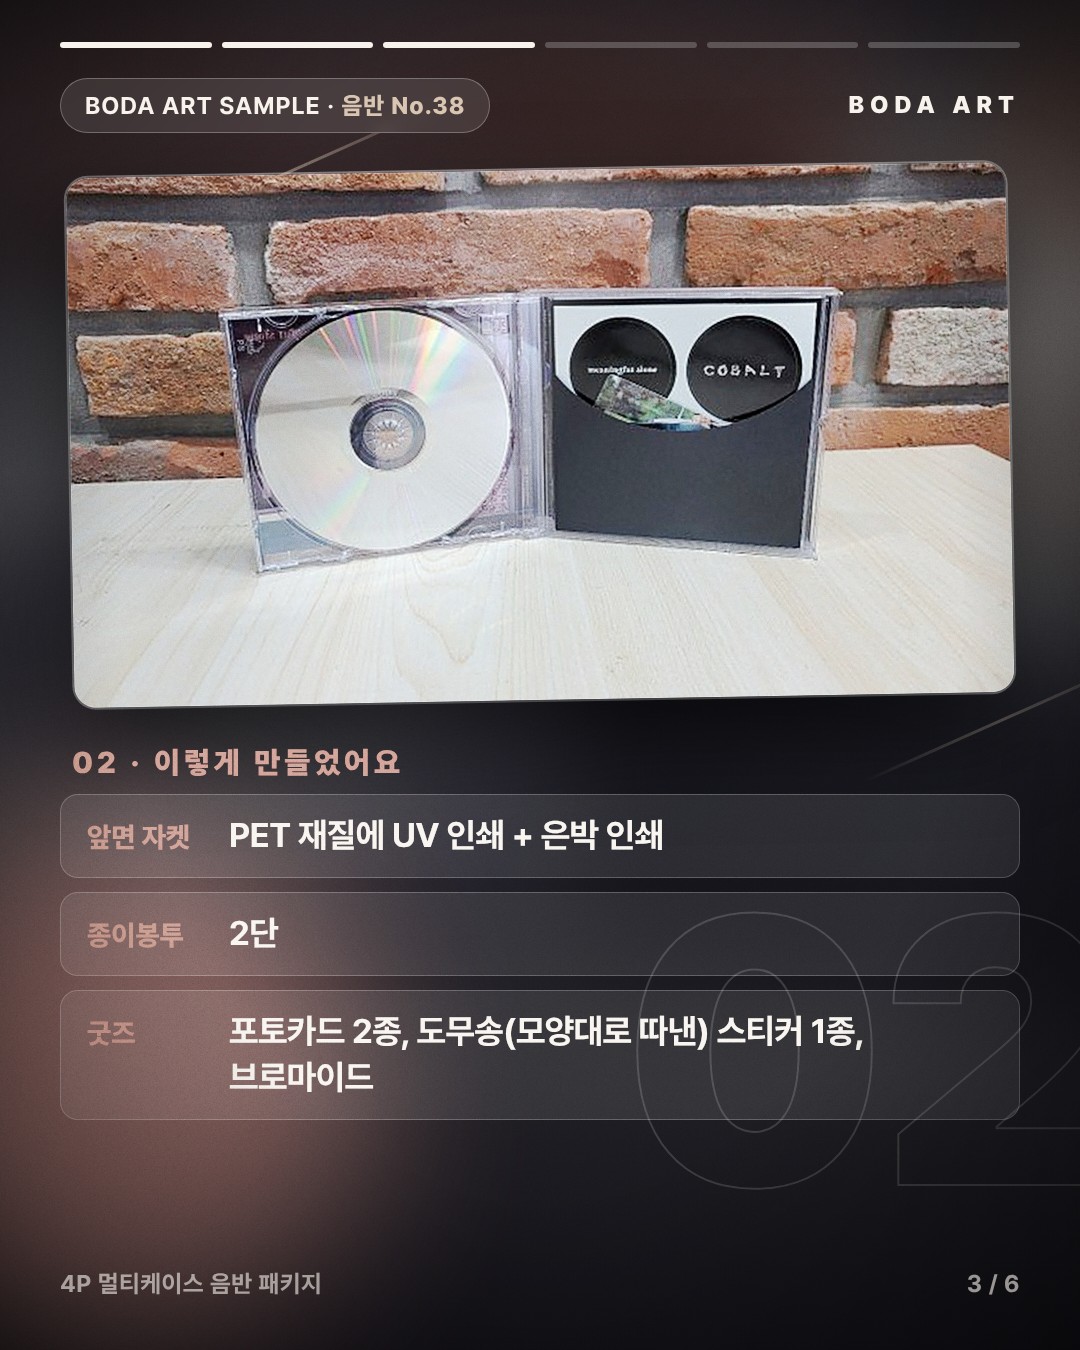 BODA ART SAMPLE · 음반 No.38
BODA ART
meaningful alone
COBALT
02 · 이렇게 만들었어요
앞면 자켓
PET 재질에 UV 인쇄 + 은박 인쇄
종이봉투
2단
굿즈
포토카드 2종, 도무송(모양대로 따낸) 스티커 1종,
브로마이드
02
4P 멀티케이스 음반 패키지
3 / 6